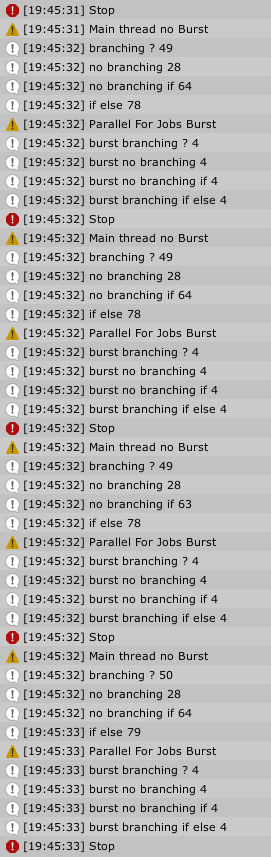 [19:45:31] Stop
[19:45:31] Main thread no Burst
[19:45:32] branching ? 49
[19:45:32] no branching 28
[19:45:32] no branching if 64
[19:45:32] if else 78
[19:45:32] Parallel For Jobs Burst
[19:45:32] burst branching ? 4
[19:45:32] burst no branching 4
[19:45:32] burst no branching if 4
[19:45:32] burst branching if else 4
[19:45:32] Stop
[19:45:32] Main thread no Burst
[19:45:32] branching ? 49
[19:45:32] no branching 28
[19:45:32] no branching if 64
[19:45:32] if else 78
[19:45:32] Parallel For Jobs Burst
[19:45:32] burst branching ? 4
[19:45:32] burst no branching 4
[19:45:32] burst no branching if 4
[19:45:32] burst branching if else 4
[19:45:32] Stop
[19:45:32] Main thread no Burst
[19:45:32] branching ? 49
[19:45:32] no branching 28
[19:45:32] no branching if 63
[19:45:32] if else 78
[19:45:32] Parallel For Jobs Burst
[19:45:32] burst branching ? 4
[19:45:32] burst no branching 4
[19:45:32] burst no branching if 4
[19:45:32] burst branching if else 4
[19:45:32] Stop
[19:45:32] Main thread no Burst
[19:45:32] branching ? 50
[19:45:32] no branching 28
[19:45:32] no branching if 64
[19:45:33] if else 79
[19:45:33] Parallel For Jobs Burst
[19:45:33] burst branching ? 4
[19:45:33] burst no branching 4
[19:45:33] burst no branching if 4
[19:45:33] burst branching if else 4
[19:45:33] Stop